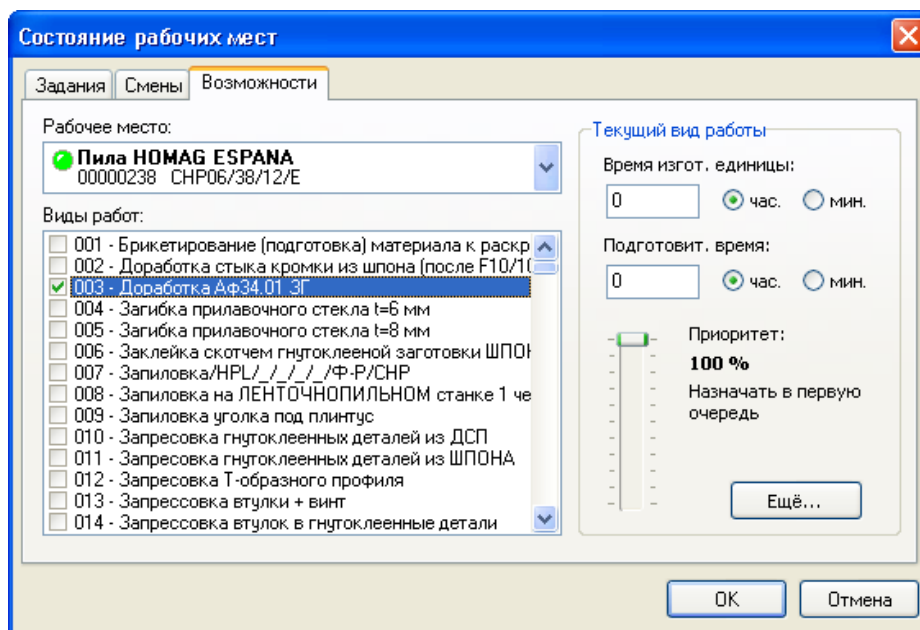 Состояние рабочих мест
Задания Смены Возможности
Рабочее место:
Пила HOMAG ESPANA
00000238 CHP06/38/12/E
Виды работ:
001 - Брикетирование (подготовка) материала к раскр
002 - Доработка стыка кромки из шпона (после F10/1
003 - Доработка Аф34.01.3Г
004 - Загибка прилавочного стекла t=6 мм
005 - Загибка прилавочного стекла t=8 мм
006 - Заклейка скотчем гнутоклееной заготовки ШПОН
007 - Запиловка/HPL/_/_/_/_/Ф-Р/CHP
008 - Запиловка на ЛЕНТОЧНОПИЛЬНОМ станке 1 че
009 - Запиловка уголка под плинтус
010 - Запресовка гнутоклеенных деталей из ДСП
011 - Запресовка гнутоклеенных деталей из ШПОНА
012 - Запресовка Т-образного профиля
013 - Запрессовка втулки + винт
014 - Запрессовка втулок в гнутоклеенные детали
Текущий вид работы
Время изгот. единицы:
0 час. мин.
Подготовит. время:
0 час. мин.
Приоритет:
100 %
Назначать в первую
очередь
Ещё...
OK Отмена